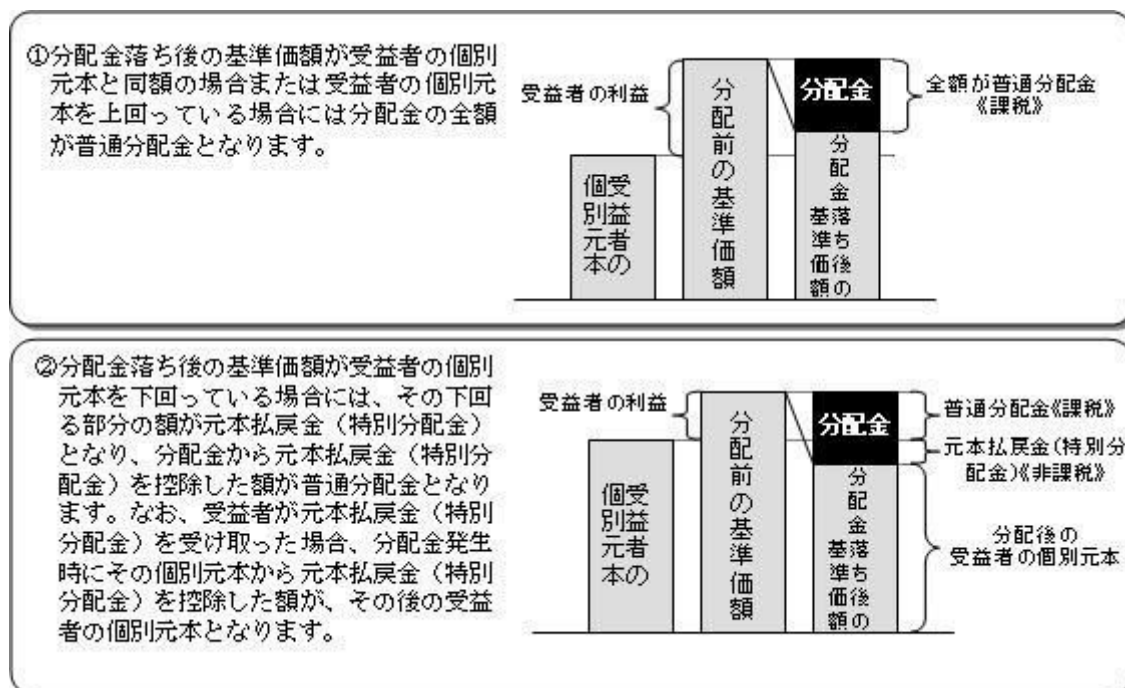 ①分配金落ち後の基準価額が受益者の個別
元本と同額の場合または受益者の個別元
本を上回っている場合には分配金の全額
が普通分配金となります。
受益者の利益
個別元本
受益者の
分配前の基準価額
分配金
分配金落ち後の
基準価額
全額が普通分配金
《課税》
②分配金落ち後の基準価額が受益者の個別
元本を下回っている場合には、その下回
る部分の額が元本払戻金（特別分配金）
となり、分配金から元本払戻金（特別分
配金）を控除した額が普通分配金となり
ます。なお、受益者が元本払戻金（特別
分配金）を受け取った場合、分配金発生
時にその個別元本から元本払戻金（特別
分配金）を控除した額が、その後の受益
者の個別元本となります。
受益者の利益
受益者の
個別元本
分配前の基準価額
分配金
分配金落ち後の
基準価額
普通分配金《課税》
元本払戻金(特別分
配金)《非課税》
分配後の
受益者の個別元本